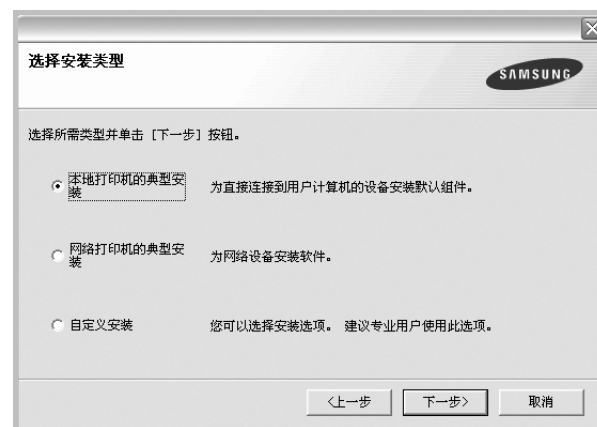 选择安装类型
SAMSUNG
选择所需类型并单击 [下一步] 按钮。
本地打印机的典型安
装
为直接连接到用户计算机的设备安装默认组件。
网络打印机的典型安
装
为网络设备安装软件。
自定义安装
您可以选择安装选项。 建议专业用户使用此选项。
<上一步
下一步>
取消